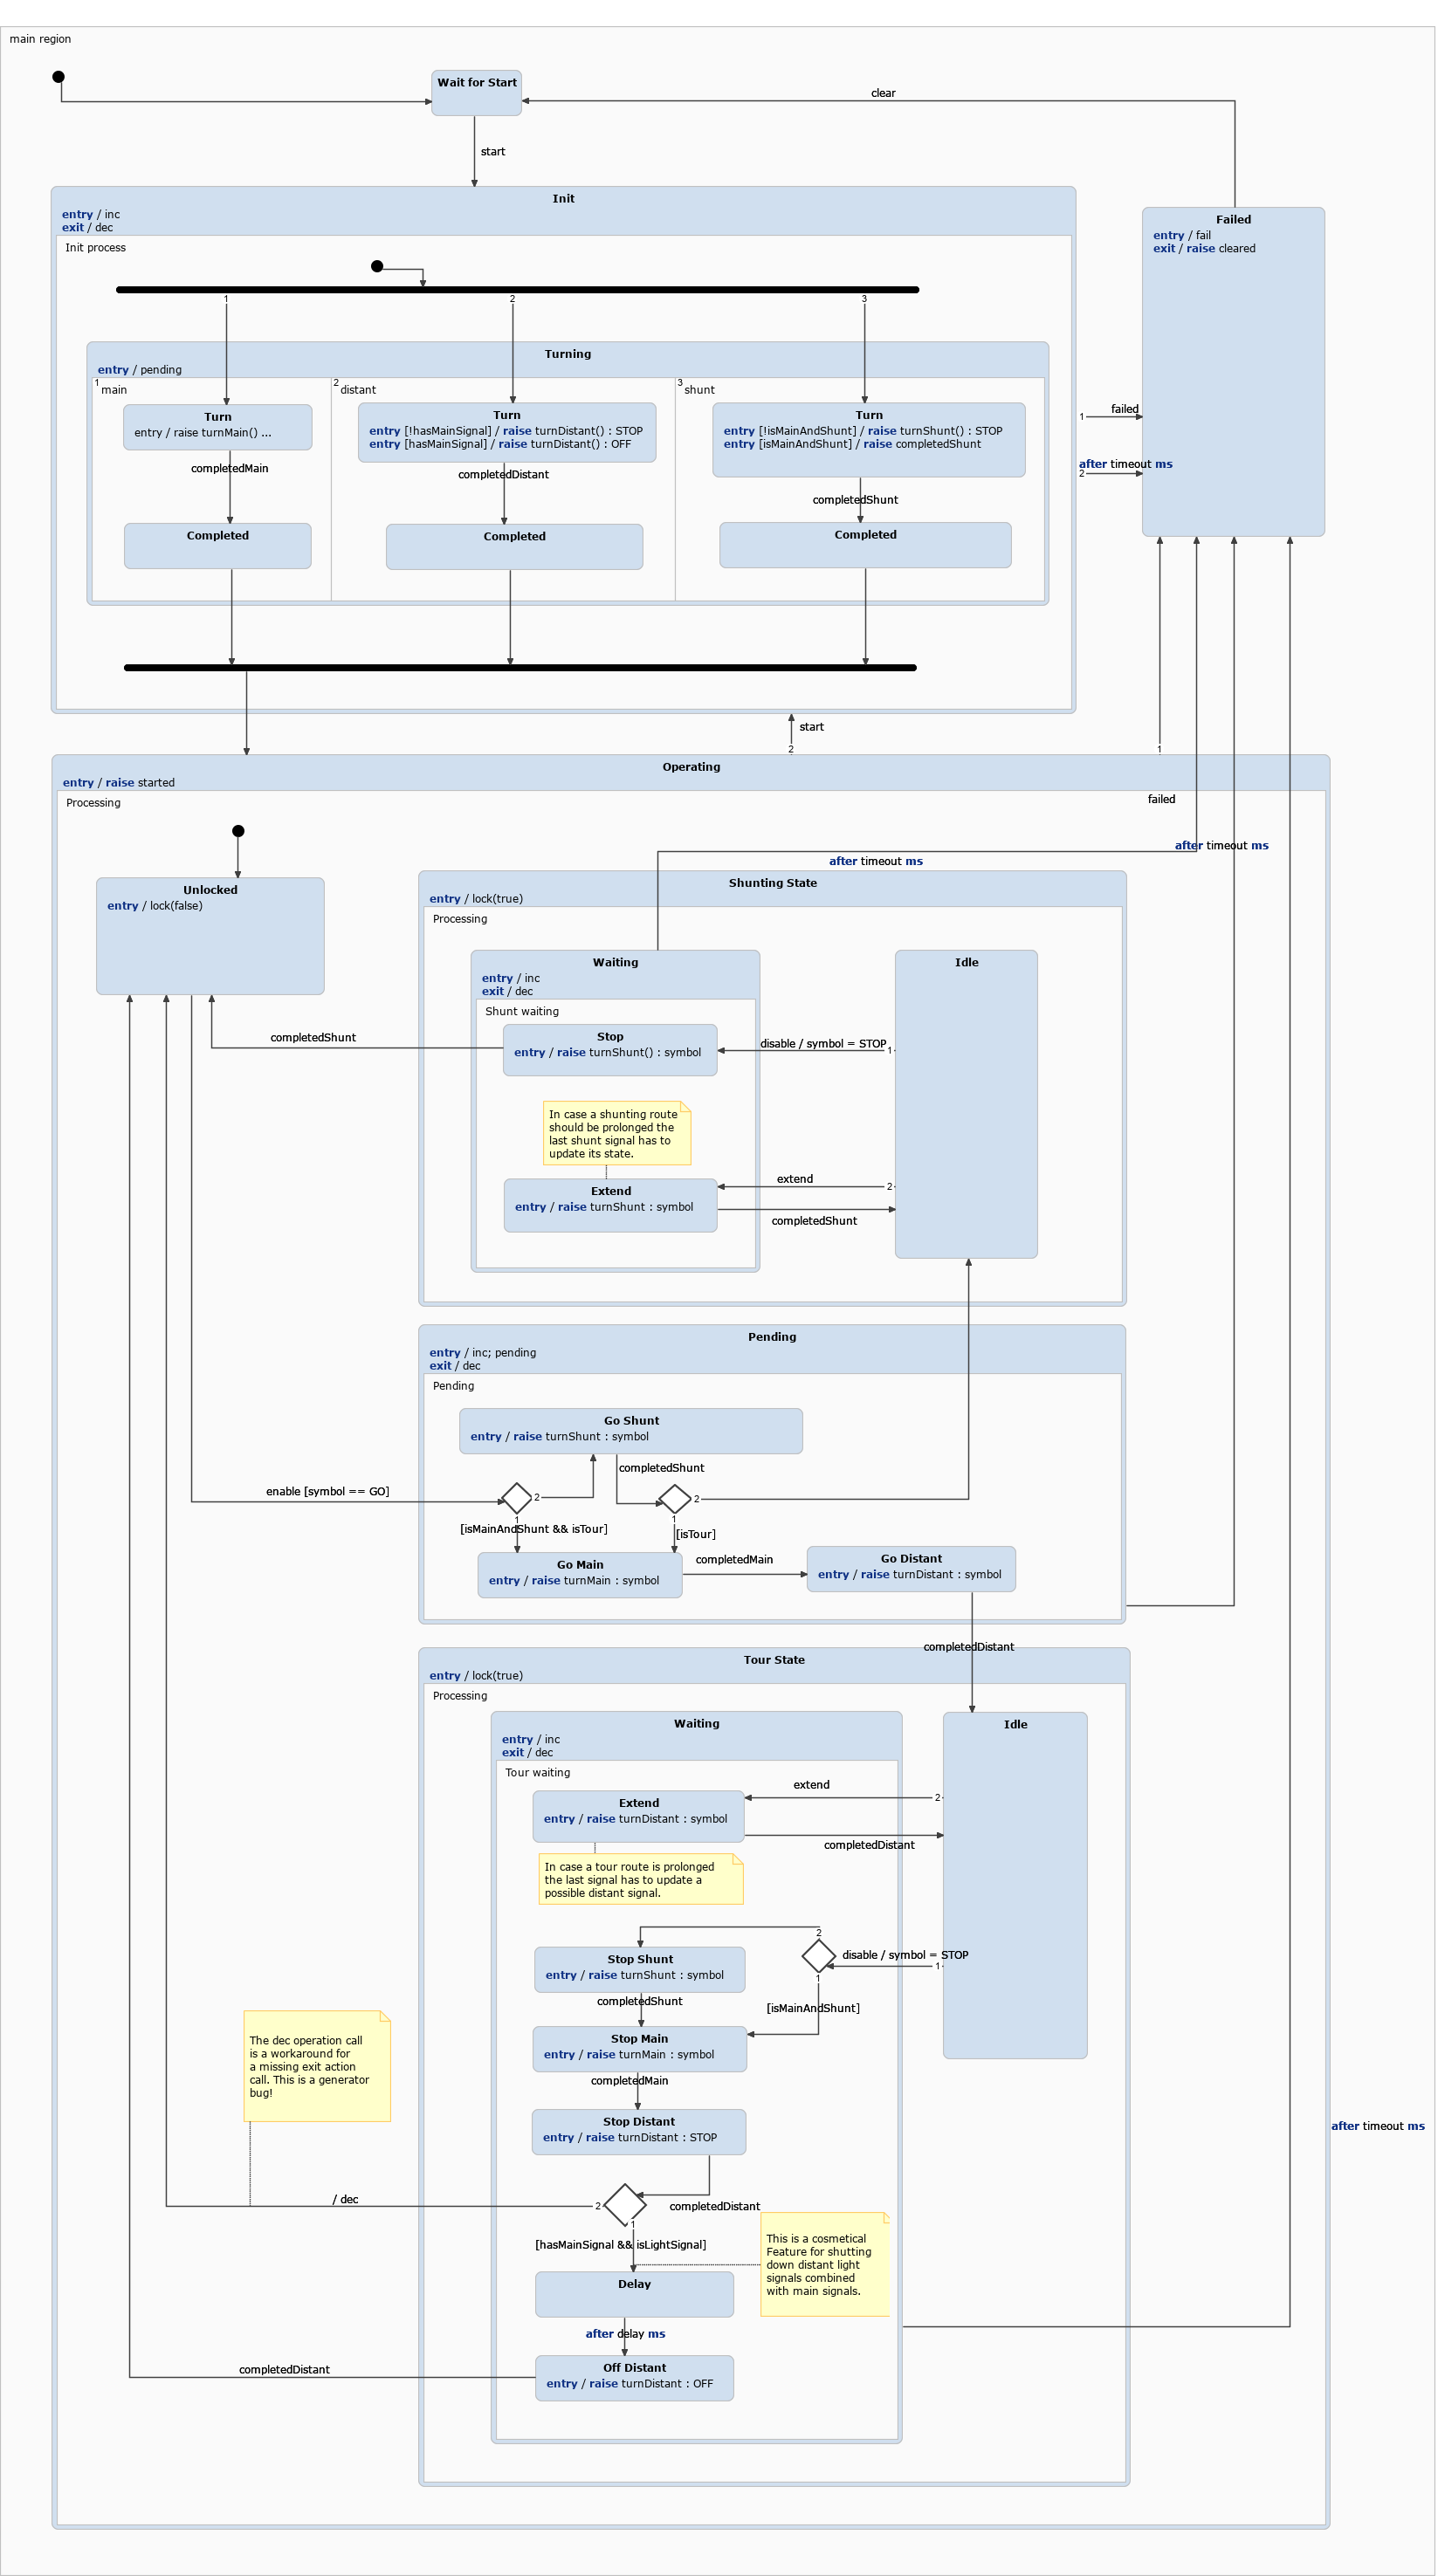 main region
Wait for Start
clear
start
Init
entry / inc
exit / dec
Init process
Failed
entry / fail
exit / raise cleared
1
2
3
Turning
entry / pending
1
main
2
distant
3
shunt
Turn
entry / raise turnMain() ...
Turn
entry [!hasMainSignal] / raise turnDistant() : STOP
entry [hasMainSignal] / raise turnDistant() : OFF
Turn
entry [!isMainAndShunt] / raise turnShunt() : STOP
entry [isMainAndShunt] / raise completedShunt
1
failed
after timeout ms
2
completedMain
completedDistant
completedShunt
Completed
Completed
Completed
start
2
1
Operating
entry / raise started
Processing
failed
after timeout ms
after timeout ms
Unlocked
entry / lock(false)
Shunting State
entry / lock(true)
Processing
Waiting
entry / inc
exit / dec
Shunt waiting
Idle
Stop
entry / raise turnShunt() : symbol
completedShunt
disable / symbol = STOP
1
In case a shunting route
should be prolonged the
last shunt signal has to
update its state.
Extend
entry / raise turnShunt : symbol
extend
2
completedShunt
Pending
entry / inc; pending
exit / dec
Pending
Go Shunt
entry / raise turnShunt : symbol
completedShunt
enable [symbol == GO]
2
2
1
[isMainAndShunt && isTour]
1
[isTour]
Go Main
entry / raise turnMain : symbol
completedMain
Go Distant
entry / raise turnDistant : symbol
completedDistant
Tour State
entry / lock(true)
Processing
Waiting
entry / inc
exit / dec
Tour waiting
Idle
Extend
entry / raise turnDistant : symbol
extend
2
completedDistant
In case a tour route is prolonged
the last signal has to update a
possible distant signal.
2
disable / symbol = STOP
1
1
Stop Shunt
entry / raise turnShunt : symbol
completedShunt
[isMainAndShunt]
Stop Main
entry / raise turnMain : symbol
completedMain
The dec operation call
is a workaround for
a missing exit action
call. This is a generator
bug!
Stop Distant
entry / raise turnDistant : STOP
after timeout ms
/ dec
2
completedDistant
1
[hasMainSignal && isLightSignal]
This is a cosmetical
Feature for shutting
down distant light
signals combined
with main signals.
Delay
after delay ms
Off Distant
entry / raise turnDistant : OFF
completedDistant